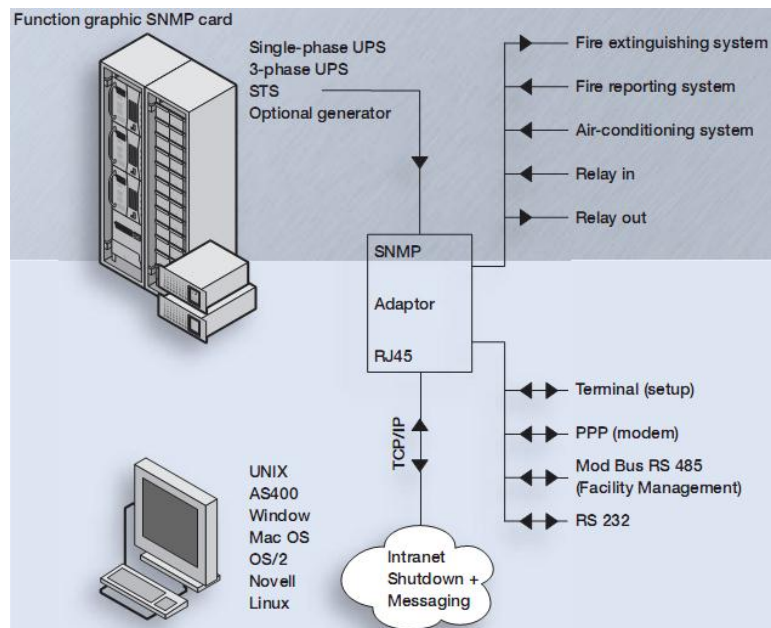 Function graphic SNMP card
Single-phase UPS
3-phase UPS
STS
Optional generator
Fire extinguishing system
Fire reporting system
Air-conditioning system
Relay in
Relay out
SNMP
Adaptor
RJ45
TCP/IP
Terminal (setup)
PPP (modem)
Mod Bus RS 485
(Facility Management)
RS 232
UNIX
AS400
Window
Mac OS
OS/2
Novell
Linux
Intranet
Shutdown +
Messaging